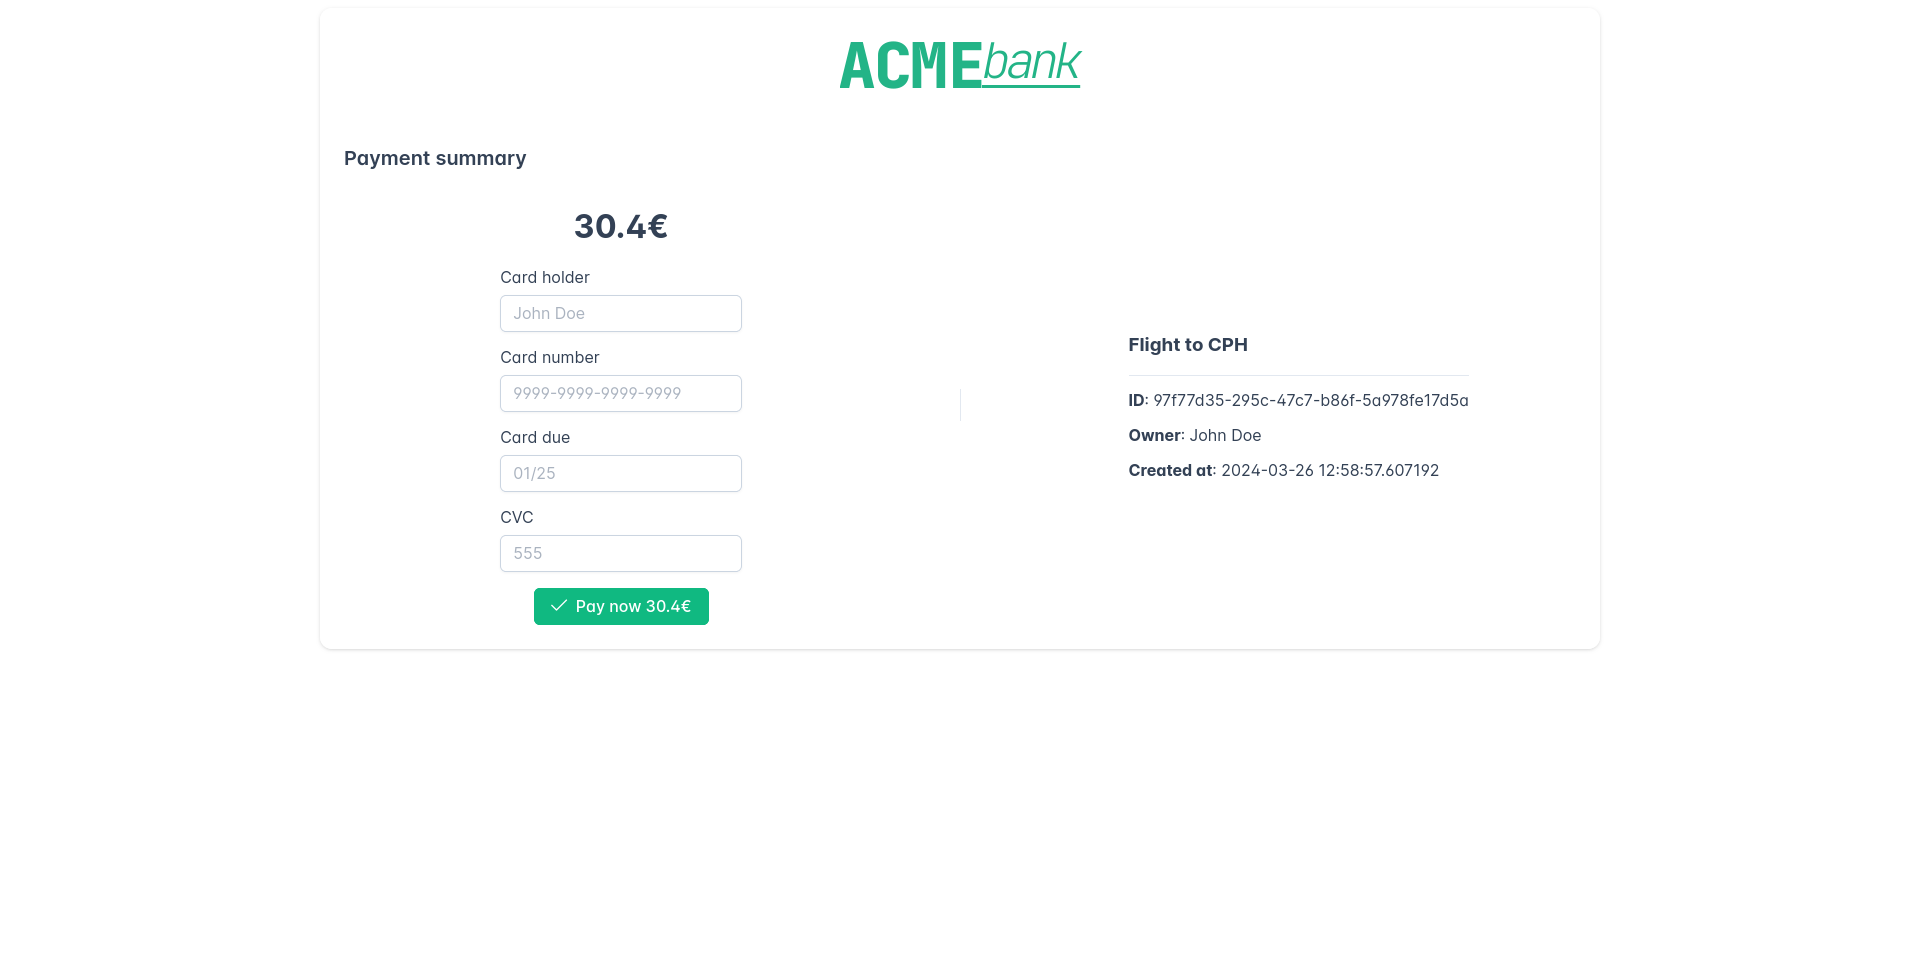 ACMEbank
Payment summary
30.4€
Card holder
John Doe
Card number
9999-9999-9999-9999
Card due
01/25
CVC
555
Pay now 30.4€
Flight to CPH
ID: 97f77d35-295c-47c7-b86f-5a978fe17d5a
Owner: John Doe
Created at: 2024-03-26 12:58:57.607192